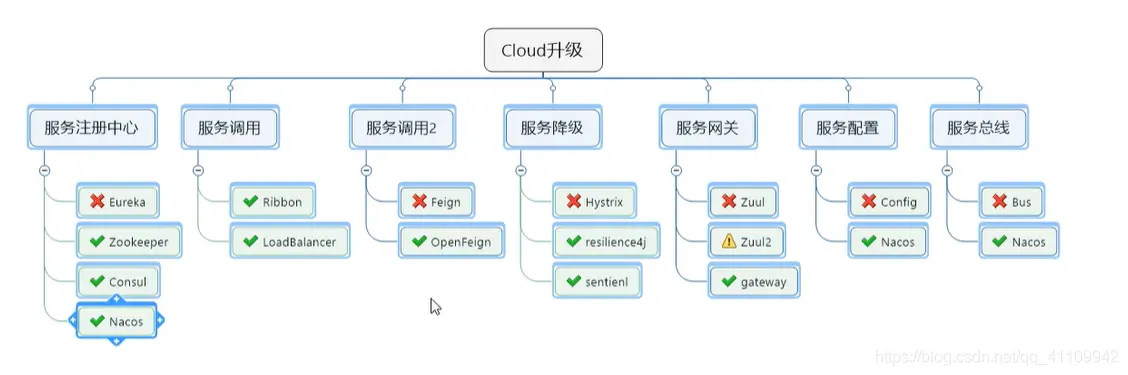 Cloud升级
服务注册中心
服务调用
服务调用2
服务降级
服务网关
服务配置
服务总线
Eureka
Zookeeper
Consul
Nacos
Ribbon
LoadBalancer
Feign
OpenFeign
Hystrix
resilience4j
sentienl
Zuul
Zuul2
gateway
Config
Nacos
Bus
Nacos
https://blog.csdn.net/qq_41109942